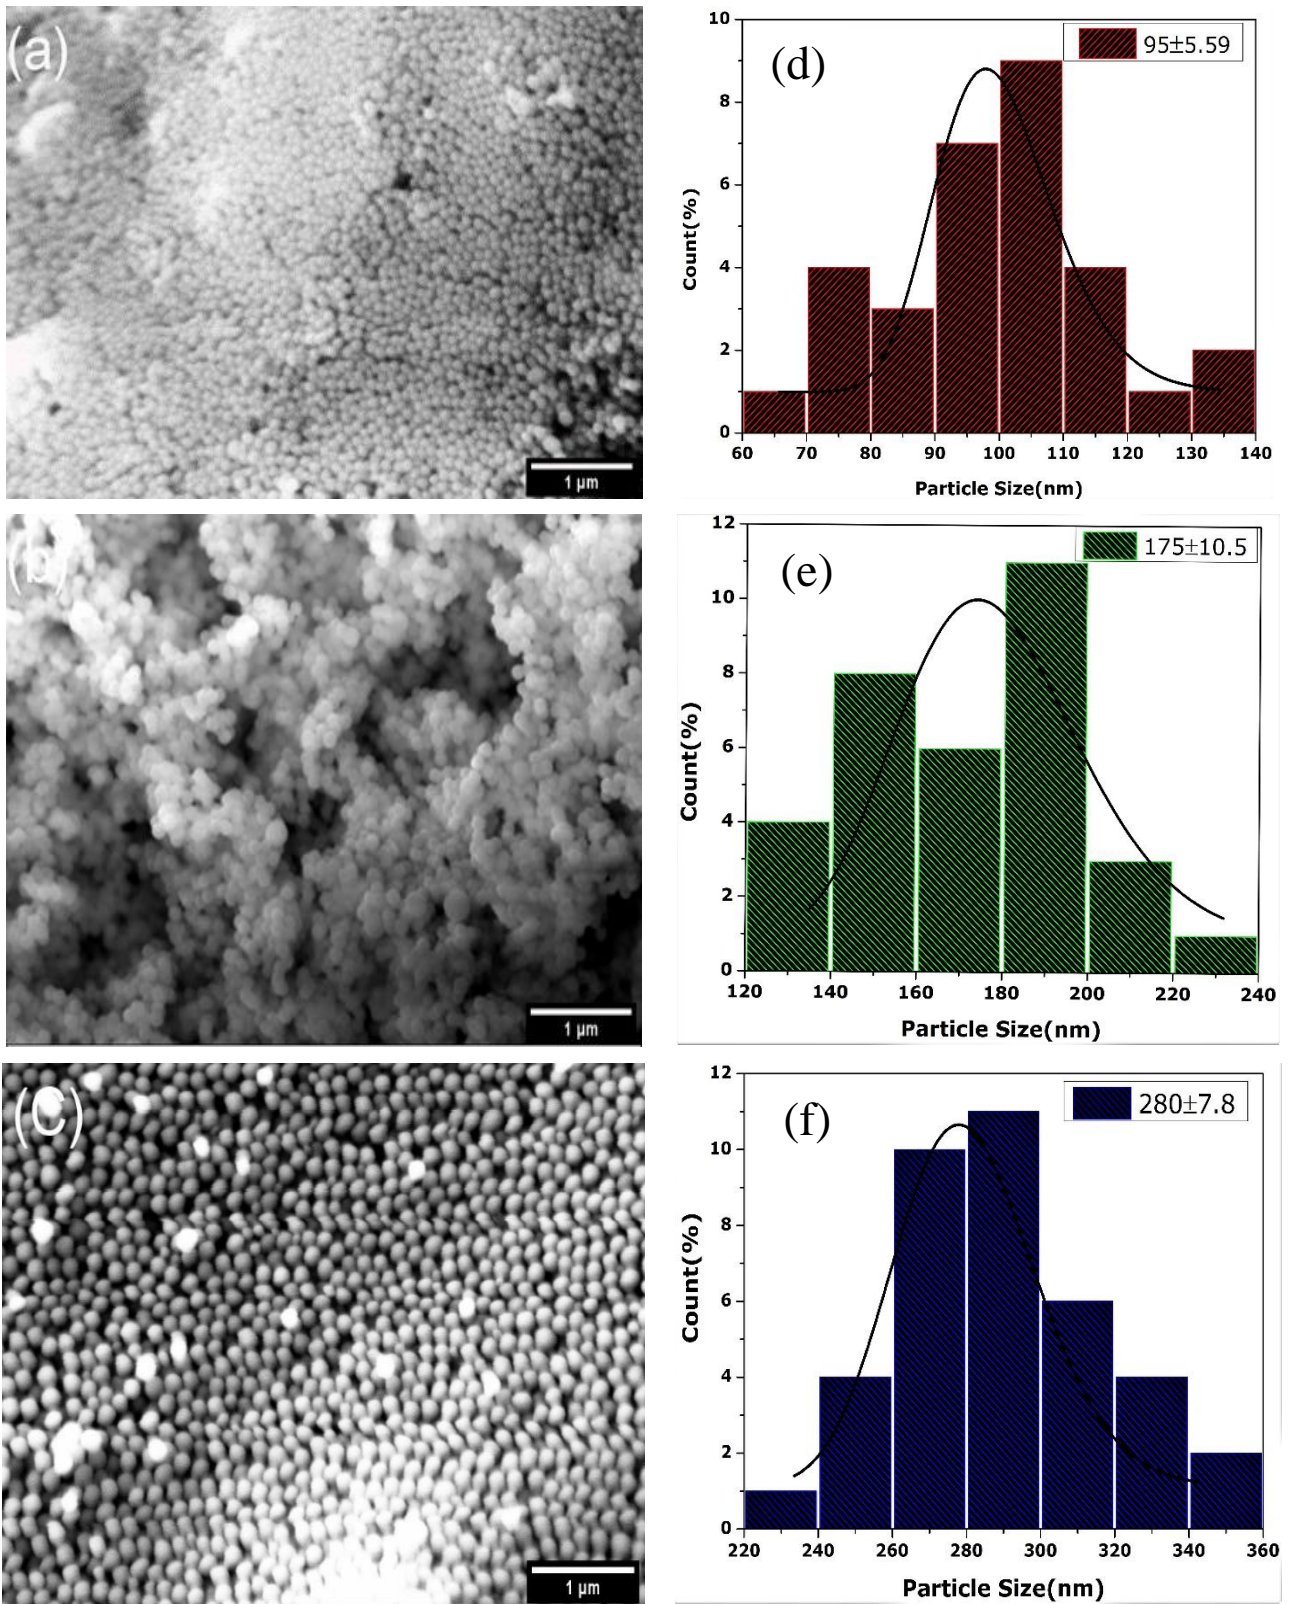 (a)
1 µm
(d)
95±5.59
10
8
6
4
2
0
Count(%)
60 70 80 90 100 110 120 130 140
Particle Size(nm)
(b)
1 µm
(e)
175±10.5
12
10
8
6
4
2
0
Count(%)
120 140 160 180 200 220 240
Particle Size(nm)
(C)
1 µm
(f)
280±7.8
12
10
8
6
4
2
0
Count(%)
220 240 260 280 300 320 340 360
Particle Size(nm)